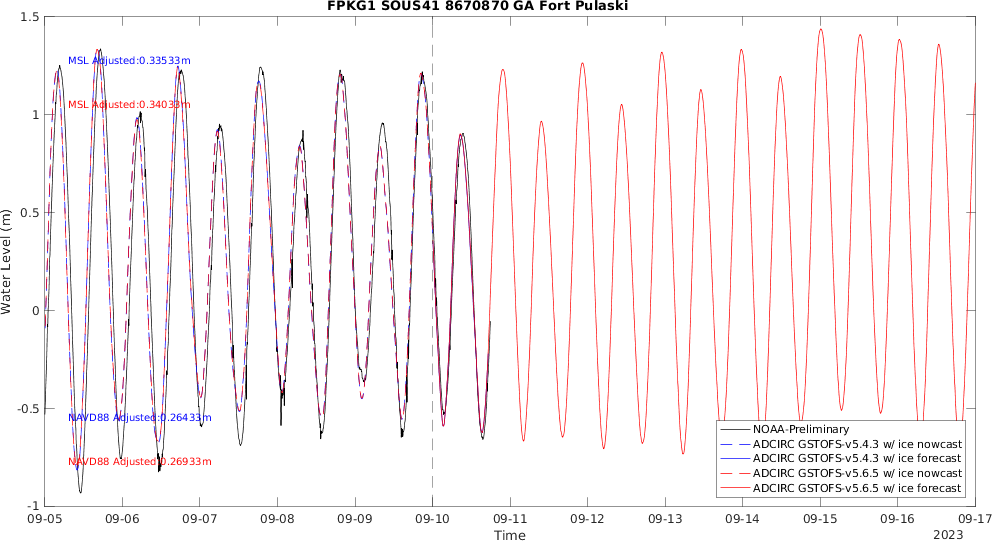 FPKG1 SOUS41 8670870 GA Fort Pulaski
1.5
1
0.5
0
-0.5
-1
Water Level (m)
MSL Adjusted:0.33533m
MSL Adjusted:0.34033m
NAVD88 Adjusted:0.26433m
NAVD88 Adjusted:0.26933m
NOAA-Preliminary
ADCIRC GSTOFS-v5.4.3 w/ ice nowcast
ADCIRC GSTOFS-v5.4.3 w/ ice forecast
ADCIRC GSTOFS-v5.6.5 w/ ice nowcast
ADCIRC GSTOFS-v5.6.5 w/ ice forecast
09-05 09-06 09-07 09-08 09-09 09-10 09-11 09-12 09-13 09-14 09-15 09-16 09-17
Time
2023